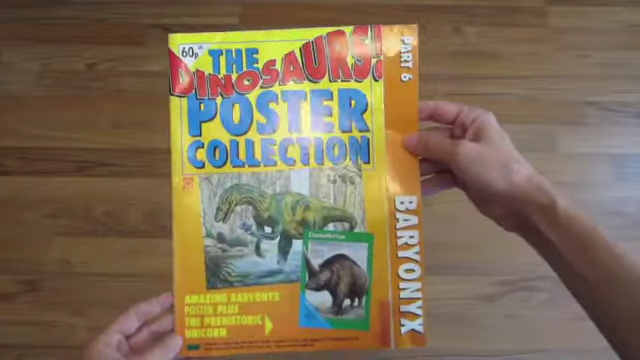 60p
THE
DINOSAURS!
POSTER
COLLECTION
PART 6
BARYONYX
AMAZING BARYONYX
POSTER PLUS
THE PREHISTORIC
UNICORN